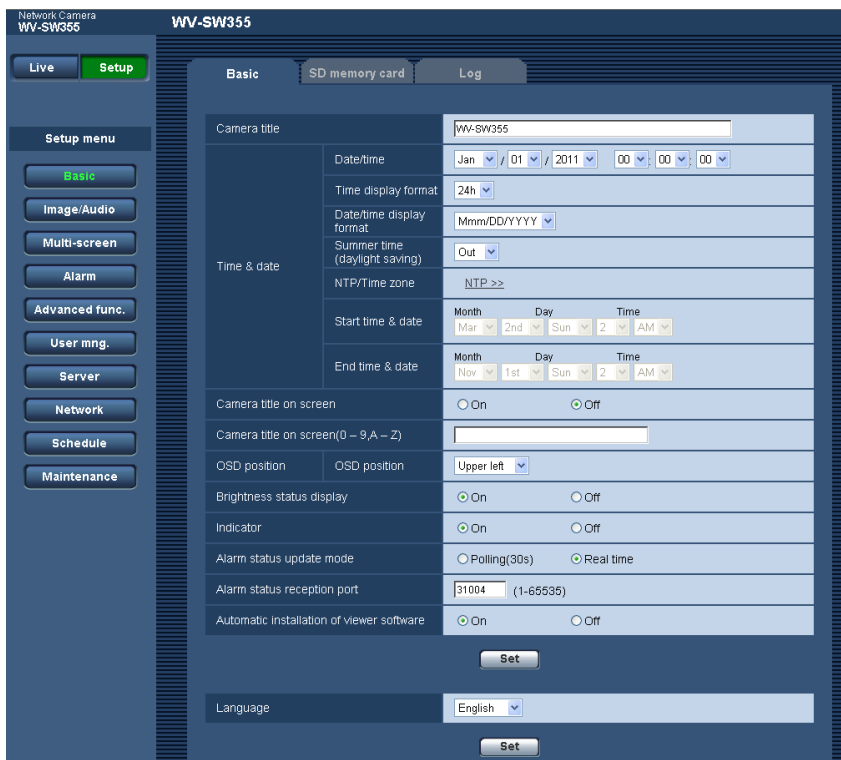 Network Camera
WV-SW355
WV-SW355
Live Setup
Basic SD memory card Log
Setup menu
Basic
Image/Audio
Multi-screen
Alarm
Advanced func.
User mng.
Server
Network
Schedule
Maintenance
Camera title WV-SW355
Time & date
Date/time Jan / 01 / 2011 00 : 00 : 00
Time display format 24h
Date/time display
format Mmm/DD/YYYY
Summer time
(daylight saving) Out
NTP/Time zone NTP >>
Start time & date
Month Day Time
Mar 2nd Sun 2 AM
End time & date
Month Day Time
Nov 1st Sun 2 AM
Camera title on screen On Off
Camera title on screen(0 – 9,A – Z)
OSD position OSD position Upper left
Brightness status display On Off
Indicator On Off
Alarm status update mode Polling(30s) Real time
Alarm status reception port 31004 (1-65535)
Automatic installation of viewer software On Off
Set
Language English
Set